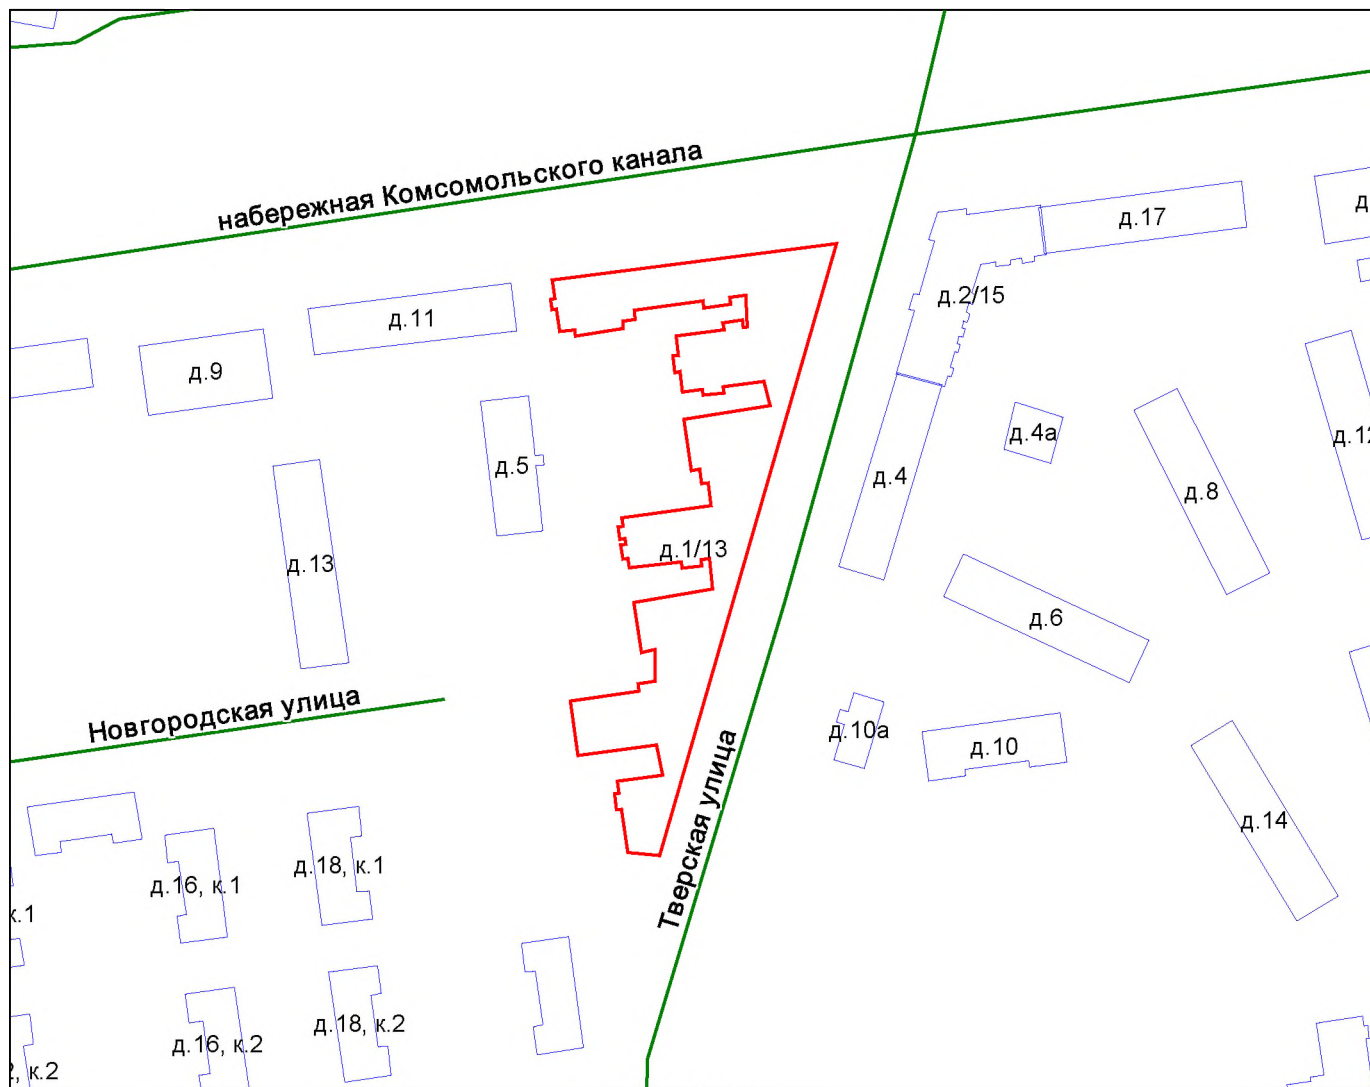 набережная Комсомольского канала
д.17
д.2/15
д.11
д.9
д.4а
д.4
д.8
д.5
д.1/13
д.13
д.6
Новгородская улица
д.10а
д.10
Тверская улица
д.14
д.18, к.1
д.16, к.1
к.1
д.18, к.2
д.16, к.2
к.2